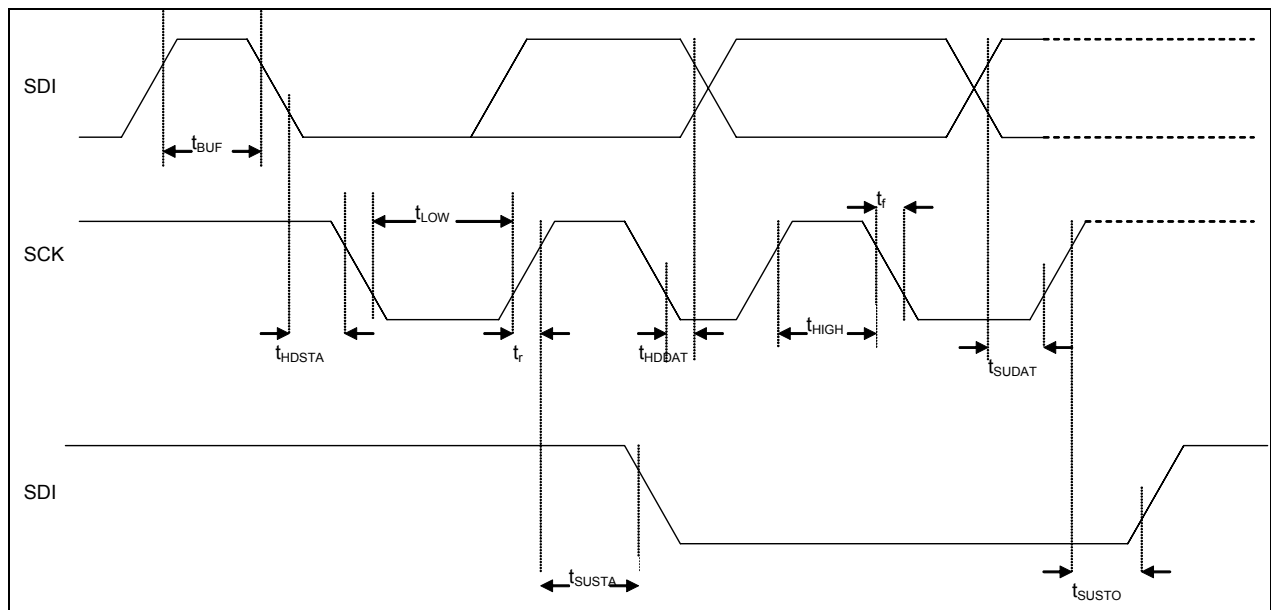 SDI
tBUF
SCK
tLOW
tf
tHDSTA
tr
tHDDAT
tHIGH
tSUDAT
SDI
tSUSTA
tSUSTO